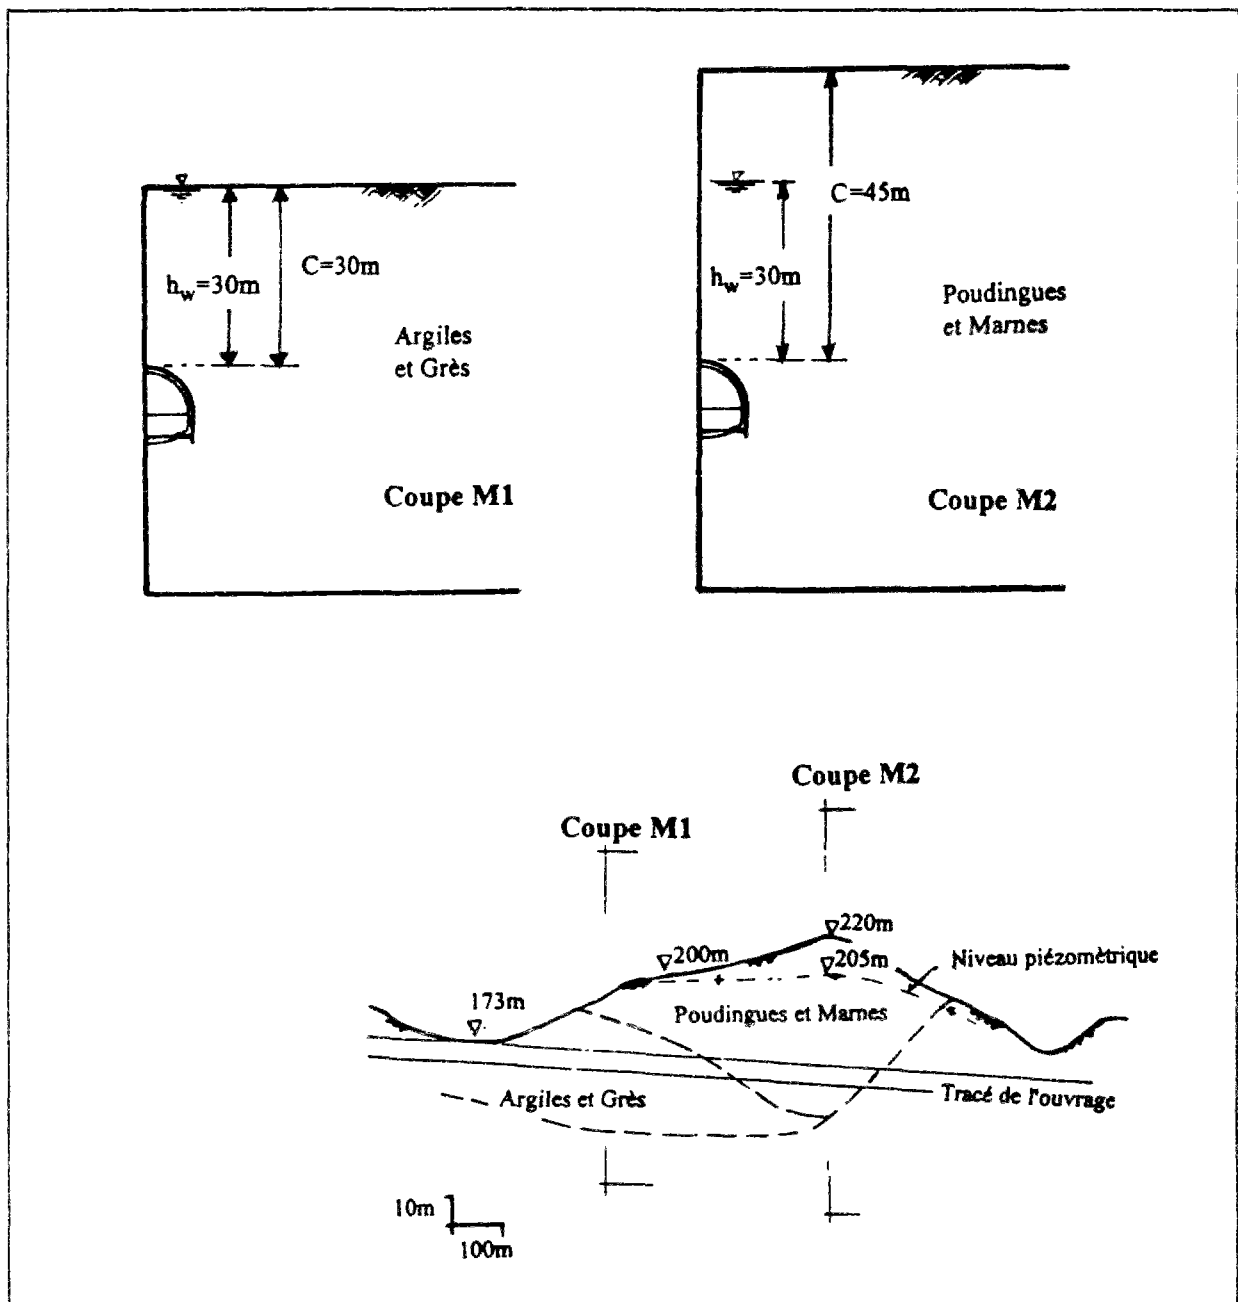 h_w=30m
C=30m
Argiles
et Grès
Coupe M1
C=45m
h_w=30m
Poudingues
et Marnes
Coupe M2
Coupe M2
Coupe M1
220m
200m
205m
Niveau piézomètrique
173m
Poudingues et Marnes
Argiles et Grès
Tracé de l'ouvrage
10m
100m